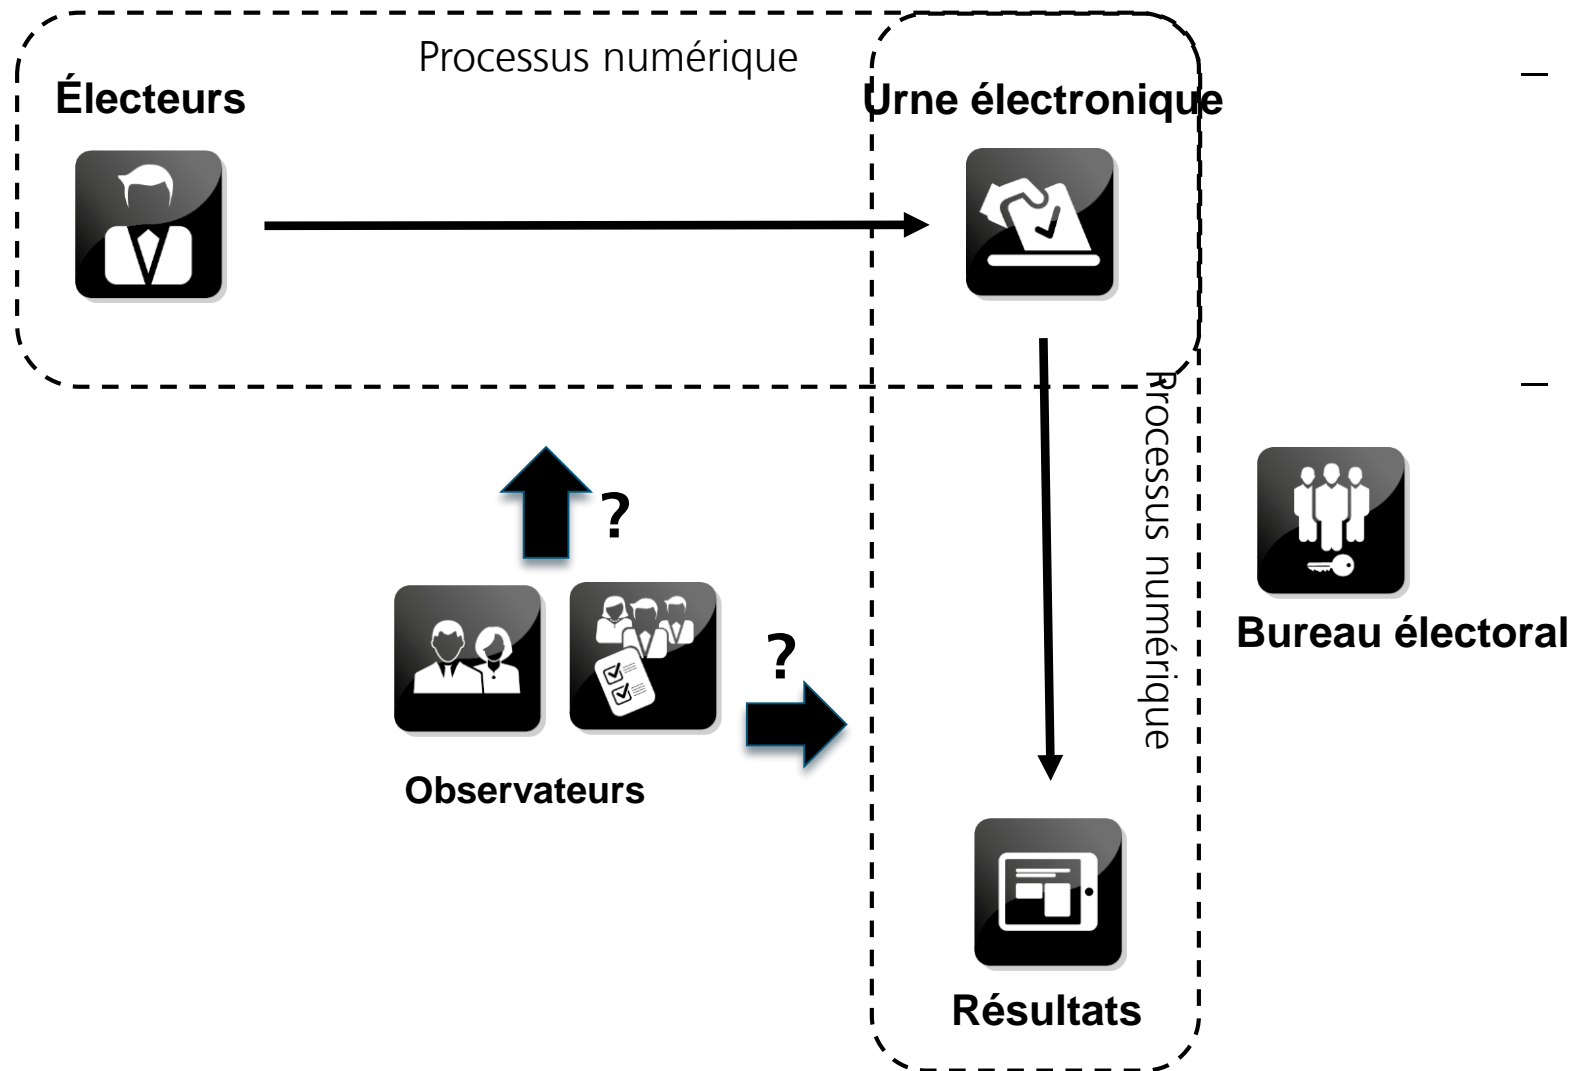 Processus numérique
Électeurs
Urne électronique
Processus numérique
?
?
Bureau électoral
Observateurs
Résultats